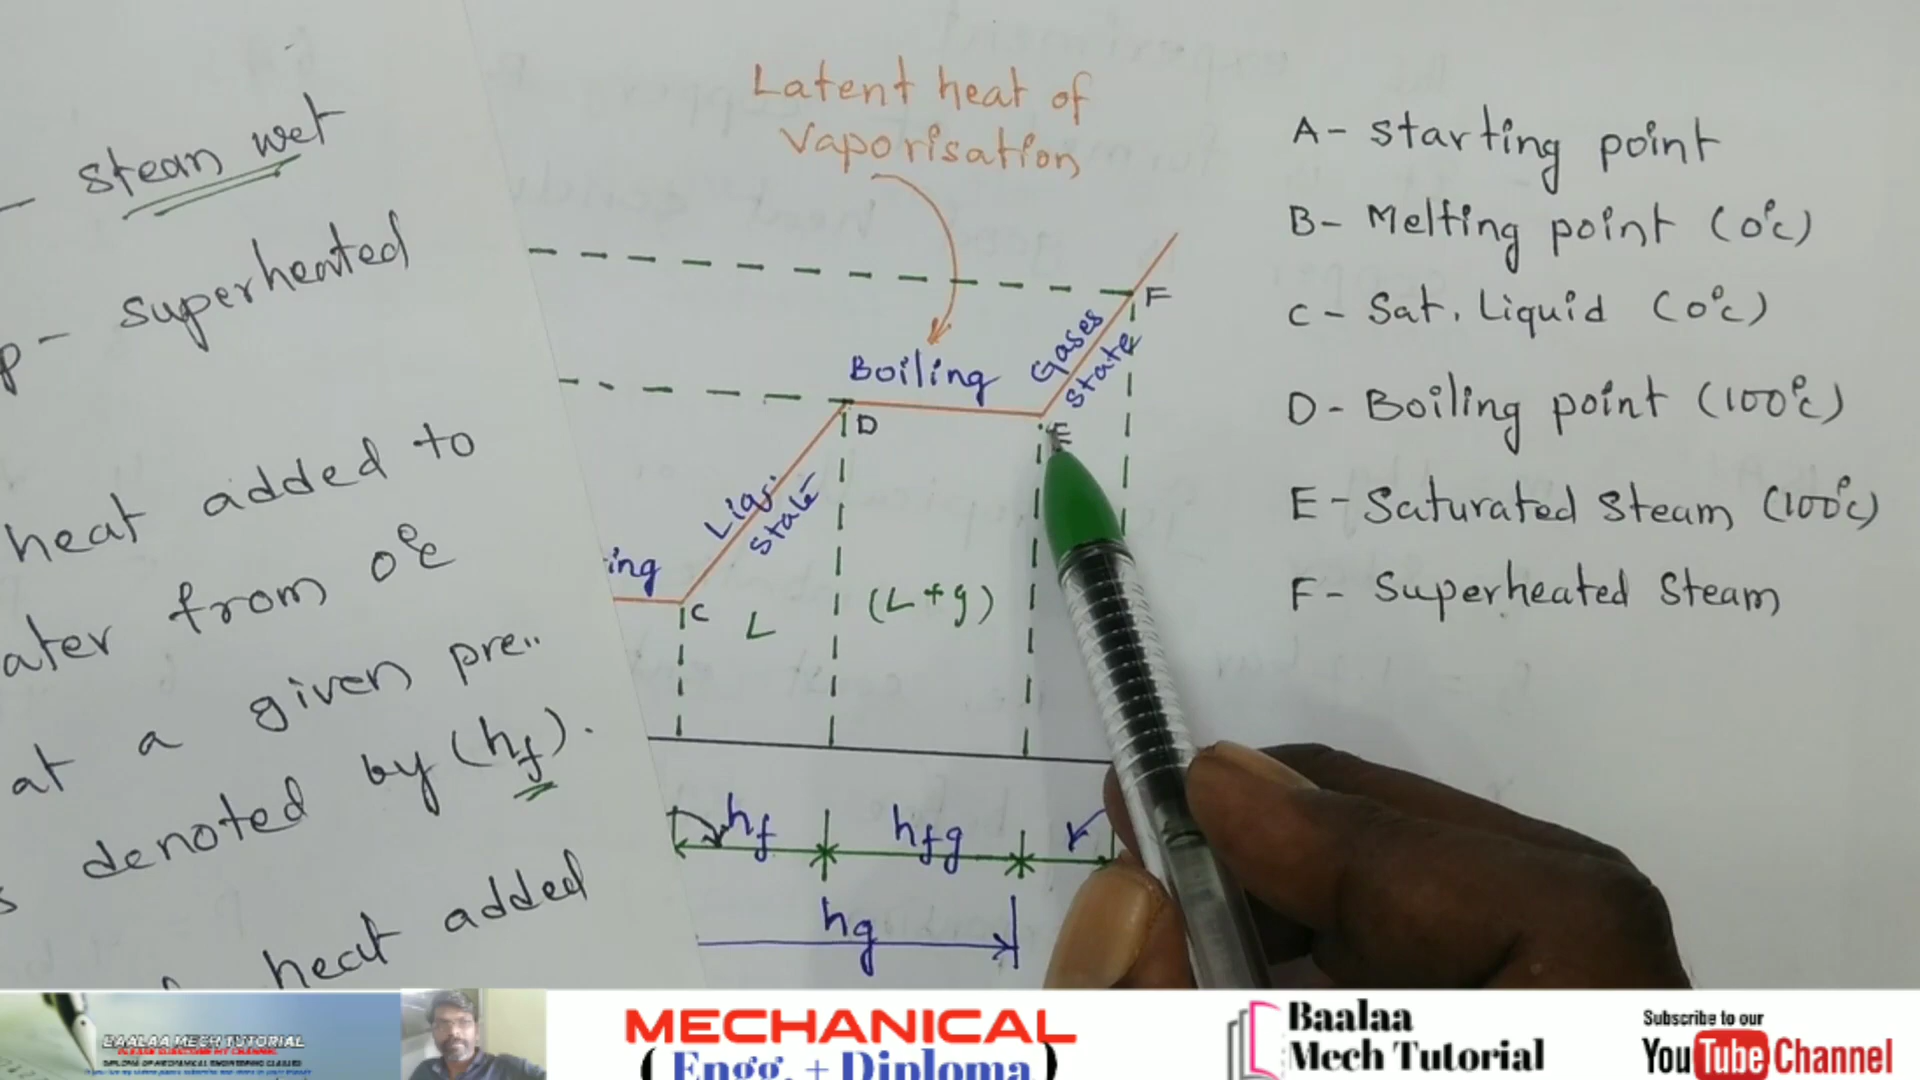 - stean wet
p - superheated
heat added to
ater from 0°c
at a given pre..
denoted by (hf).
heat added
Latent heat of
Vaporisation
Boiling
Gases
state
F
D
E
Liqi.
state
ing
C
L
(L+g)
hf
hfg
hg
A - Starting point
B - Melting point (0°c)
C - Sat. Liquid (0°c)
D - Boiling point (100°c)
E - Saturated Steam (100°c)
F - Superheated Steam
BAALAA MECH TUTORIAL
MECHANICAL
( Engg. + Diploma )
Baalaa
Mech Tutorial
Subscribe to our
YouTube Channel